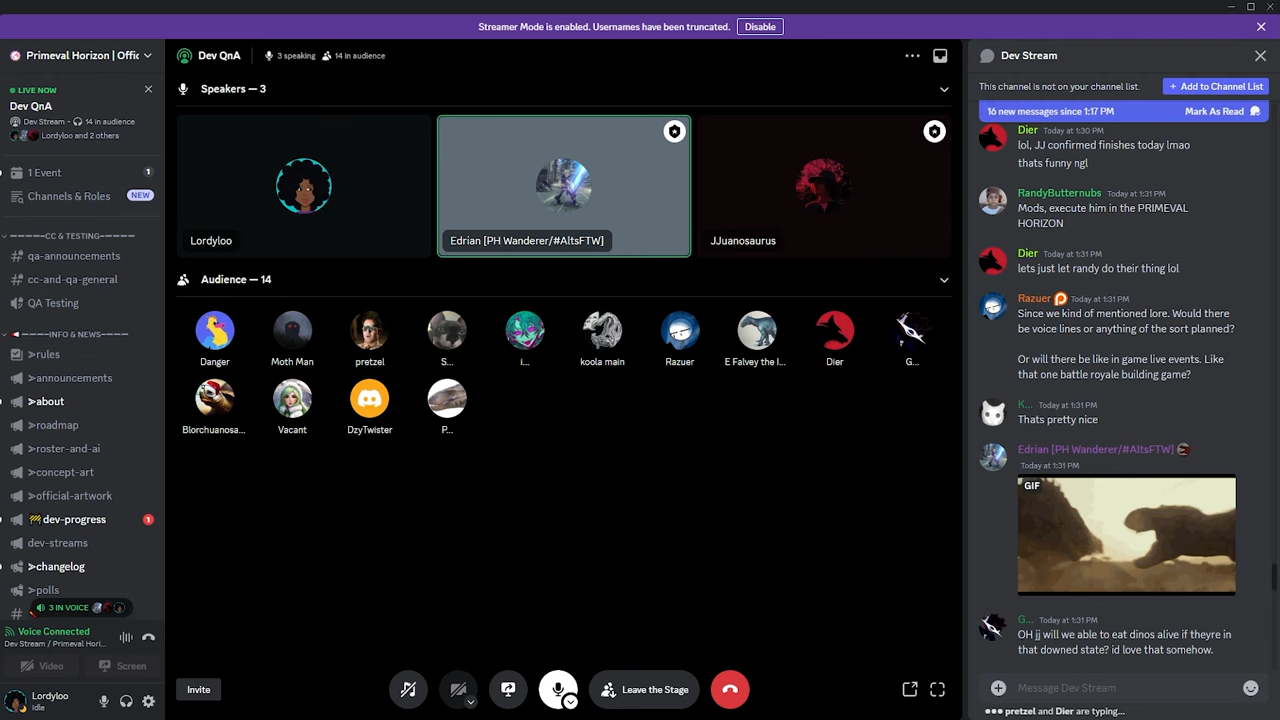 Streamer Mode is enabled. Usernames have been truncated.
Disable
Primeval Horizon | Offic
LIVE NOW
Dev QnA
Dev Stream • 14 in audience
Lordyloo and 2 others
1 Event
1
Channels & Roles
NEW
-----CC & TESTING----
qa-announcements
cc-and-qa-general
QA Testing
-----INFO & NEWS-----
>rules
>announcements
>about
>roadmap
>roster-and-ai
>concept-art
>official-artwork
dev-progress
1
dev-streams
>changelog
>polls
3 IN VOICE
Voice Connected
Dev Stream / Primeval Hori...
Video
Screen
Lordyloo
Idle
Dev QnA
3 speaking
14 in audience
Speakers — 3
Lordyloo
Edrian [PH Wanderer/#AltsFTW]
JJuanosaurus
Audience — 14
Danger
Moth Man
pretzel
S...
i...
koola main
Razuer
E Falvey the I...
Dier
G...
Blorchuanosa...
Vacant
DzyTwister
P...
Invite
Leave the Stage
Dev Stream
This channel is not on your channel list.
+ Add to Channel List
16 new messages since 1:17 PM
Mark As Read
Dier Today at 1:30 PM
lol, JJ confirmed finishes today lmao
thats funny ngl
RandyButternubs Today at 1:31 PM
Mods, execute him in the PRIMEVAL
HORIZON
Dier Today at 1:31 PM
lets just let randy do their thing lol
Razuer Today at 1:31 PM
Since we kind of mentioned lore. Would there
be voice lines or anything of the sort planned?
Or will there be like in game live events. Like
that one battle royale building game?
K... Today at 1:31 PM
Thats pretty nice
Edrian [PH Wanderer/#AltsFTW]
Today at 1:31 PM
GIF
G... Today at 1:31 PM
OH jj will we able to eat dinos alive if theyre in
that downed state? id love that somehow.
Message Dev Stream
pretzel and Dier are typing...